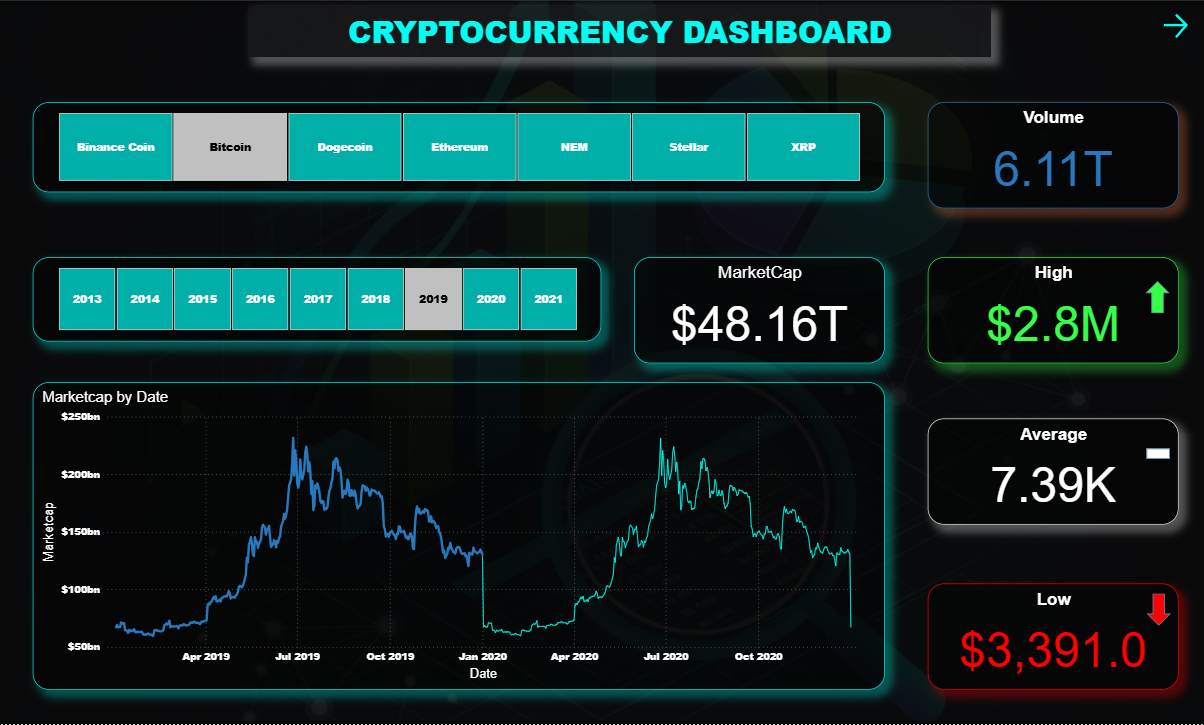 CRYPTOCURRENCY DASHBOARD
Binance Coin
Bitcoin
Dogecoin
Ethereum
NEM
Stellar
XRP
Volume
6.11T
2013
2014
2015
2016
2017
2018
2019
2020
2021
MarketCap
$48.16T
High
$2.8M
Marketcap by Date
$250bn
$200bn
$150bn
$100bn
$50bn
Marketcap
Apr 2019
Jul 2019
Oct 2019
Jan 2020
Apr 2020
Jul 2020
Oct 2020
Date
Average
7.39K
Low
$3,391.0